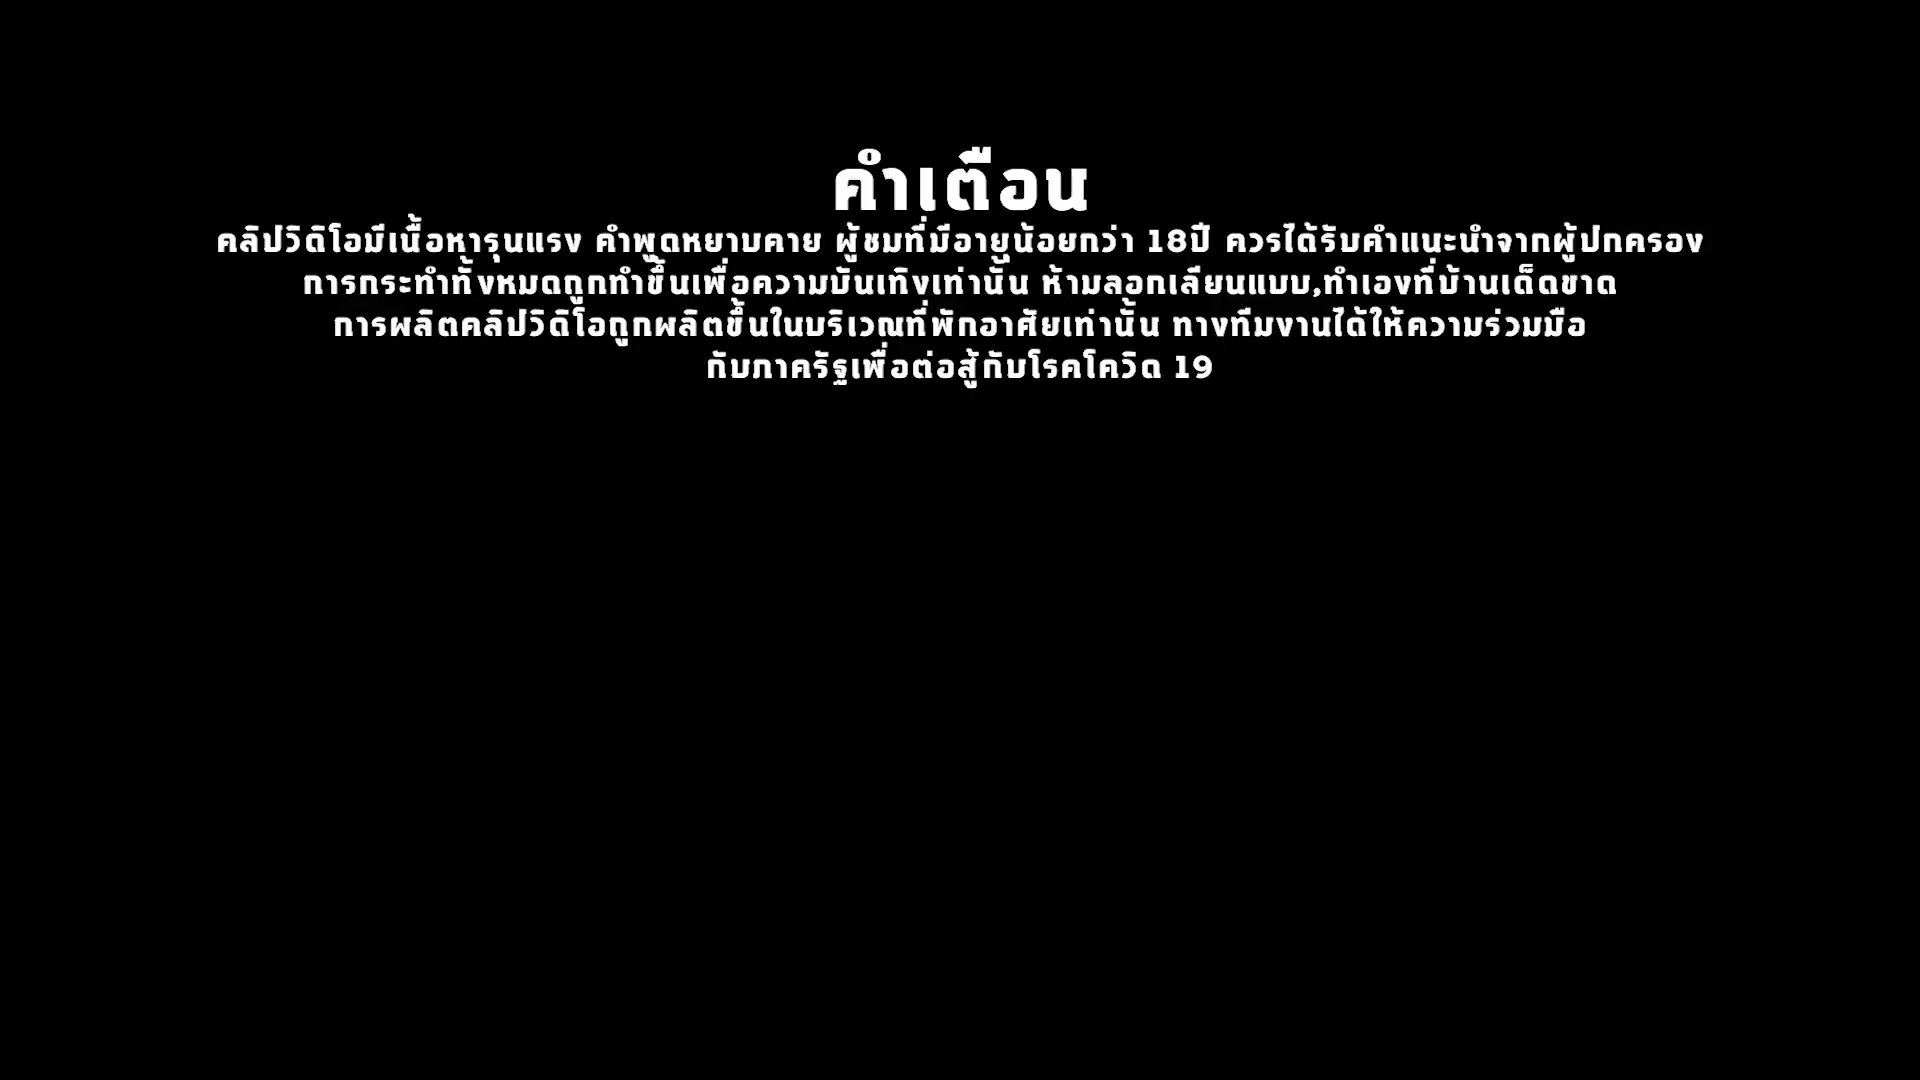 คำเตือน
คลิปวิดิโอมีเนื้อหารุนแรง คำพูดหยาบคาย ผู้ชมที่มีอายุน้อยกว่า 18ปี ควรได้รับคำแนะนำจากผู้ปกครอง
การกระทำทั้งหมดถูกทำขึ้นเพื่อความบันเทิงเท่านั้น ห้ามลอกเลียนแบบ,ทำเองที่บ้านเด็ดขาด
การผลิตคลิปวิดิโอถูกผลิตขึ้นในบริเวณที่พักอาศัยเท่านั้น ทางทีมงานได้ให้ความร่วมมือ
กับภาครัฐเพื่อต่อสู้กับโรคโควิด 19